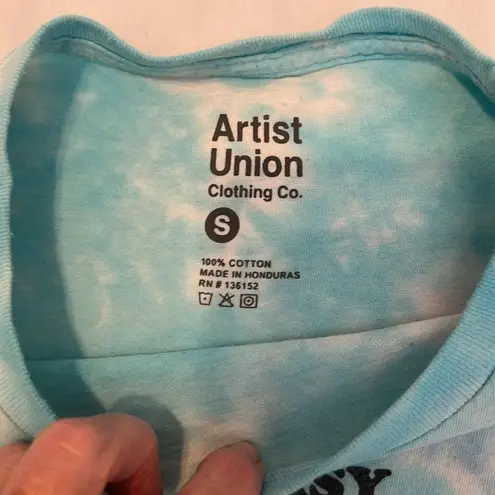 Artist
Union
Clothing Co.
S
100% COTTON
MADE IN HONDURAS
RN # 136152